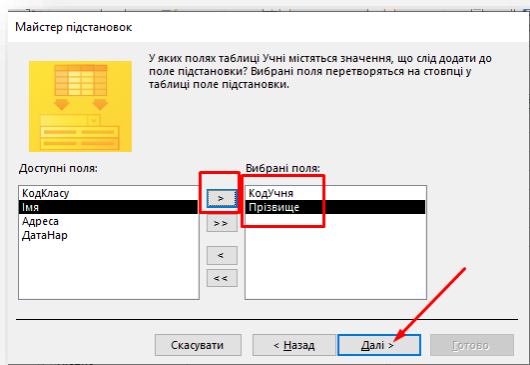 Майстер підстановок
У яких полях таблиці Учні містяться значення, що слід додати до
поле підстановки? Вибрані поля перетворяться на стовпці у
таблиці поле підстановки.
Доступні поля:
Вибрані поля:
КодКласу
Імя
Адреса
ДатаНар
>
>>
<
<<
КодУчня
Прізвище
Скасувати
< Назад
Далі >
Готово